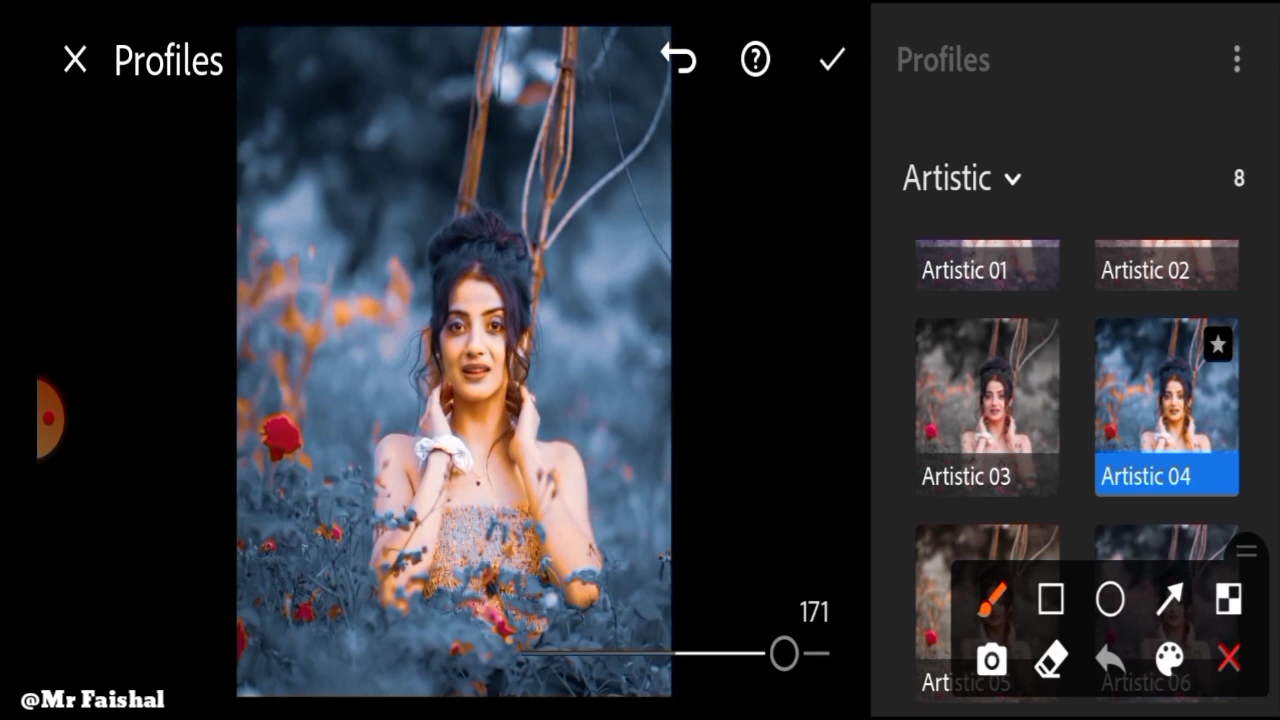 Profiles
Profiles
Artistic
8
Artistic 01
Artistic 02
Artistic 03
Artistic 04
171
Artistic 05
Artistic 06
@Mr Faishal